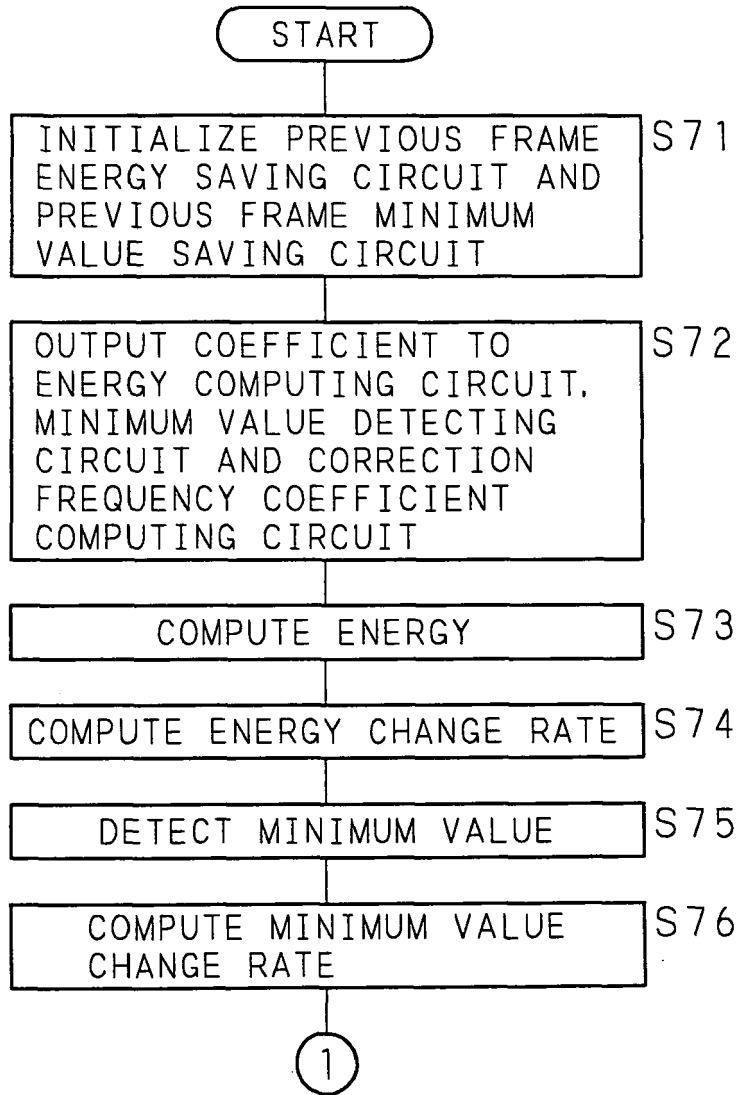 START
INITIALIZE PREVIOUS FRAME
ENERGY SAVING CIRCUIT AND
PREVIOUS FRAME MINIMUM
VALUE SAVING CIRCUIT
S71
OUTPUT COEFFICIENT TO
ENERGY COMPUTING CIRCUIT,
MINIMUM VALUE DETECTING
CIRCUIT AND CORRECTION
FREQUENCY COEFFICIENT
COMPUTING CIRCUIT
S72
COMPUTE ENERGY
S73
COMPUTE ENERGY CHANGE RATE
S74
DETECT MINIMUM VALUE
S75
COMPUTE MINIMUM VALUE
CHANGE RATE
S76
1